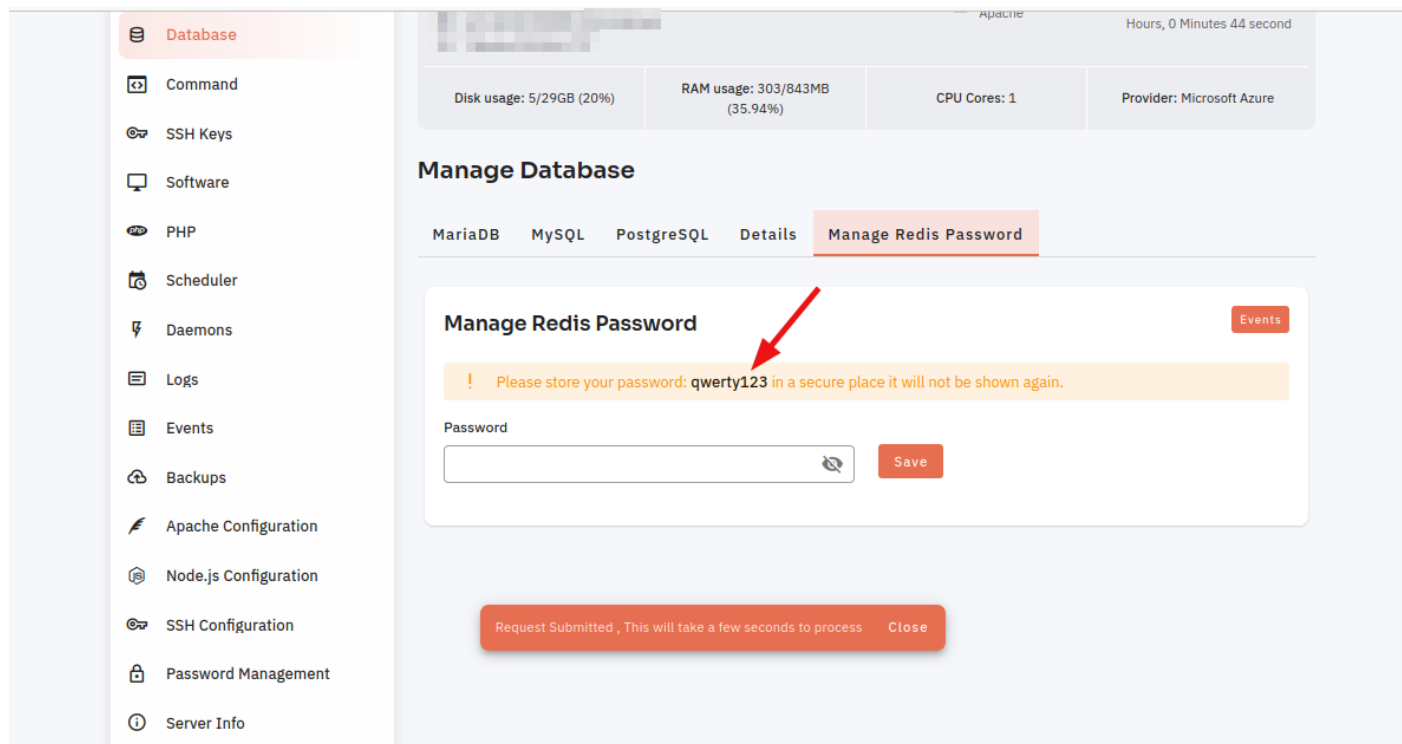 Database
Command
SSH Keys
Software
PHP
Scheduler
Daemons
Logs
Events
Backups
Apache Configuration
Node.js Configuration
SSH Configuration
Password Management
Server Info
Apache
Hours, 0 Minutes 44 second
Disk usage: 5/29GB (20%)
RAM usage: 303/843MB
(35.94%)
CPU Cores: 1
Provider: Microsoft Azure
Manage Database
MariaDB MySQL PostgreSQL Details Manage Redis Password
Manage Redis Password
Events
! Please store your password: qwerty123 in a secure place it will not be shown again.
Password
Save
Request Submitted , This will take a few seconds to process Close